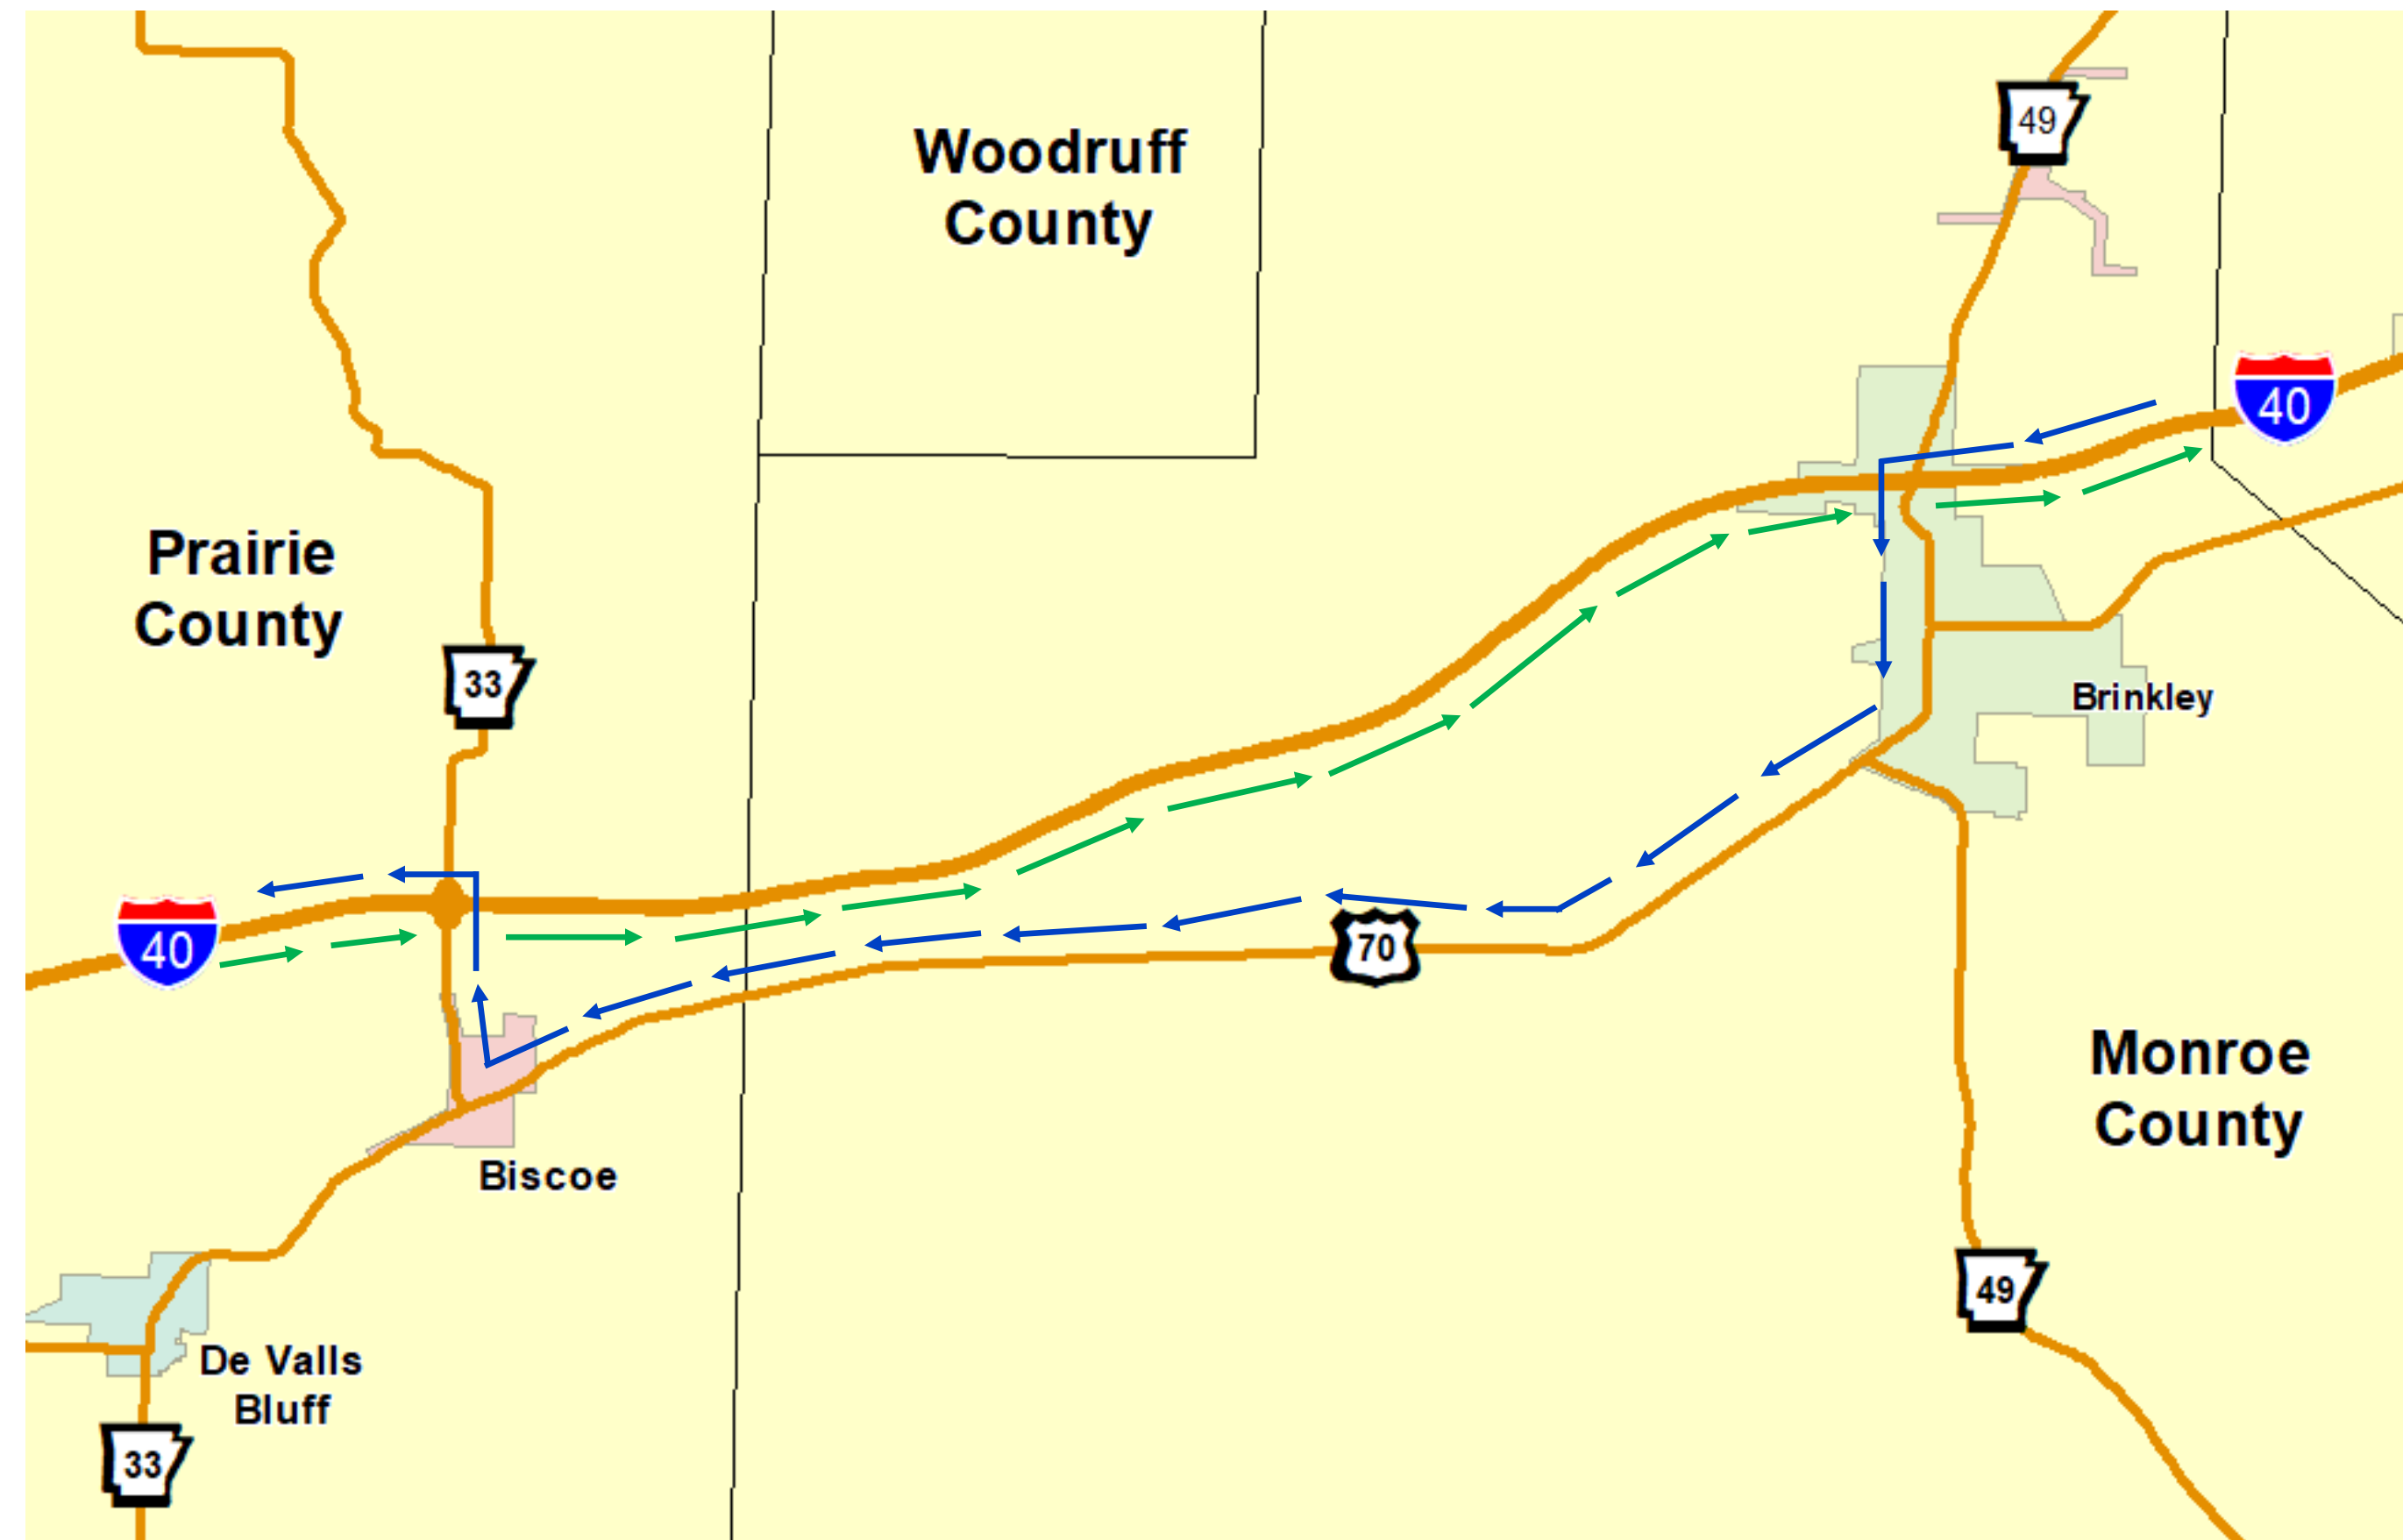 49
Woodruff
County
40
Prairie
County
33
Brinkley
40
70
Monroe
County
Biscoe
49
De Valls
Bluff
33